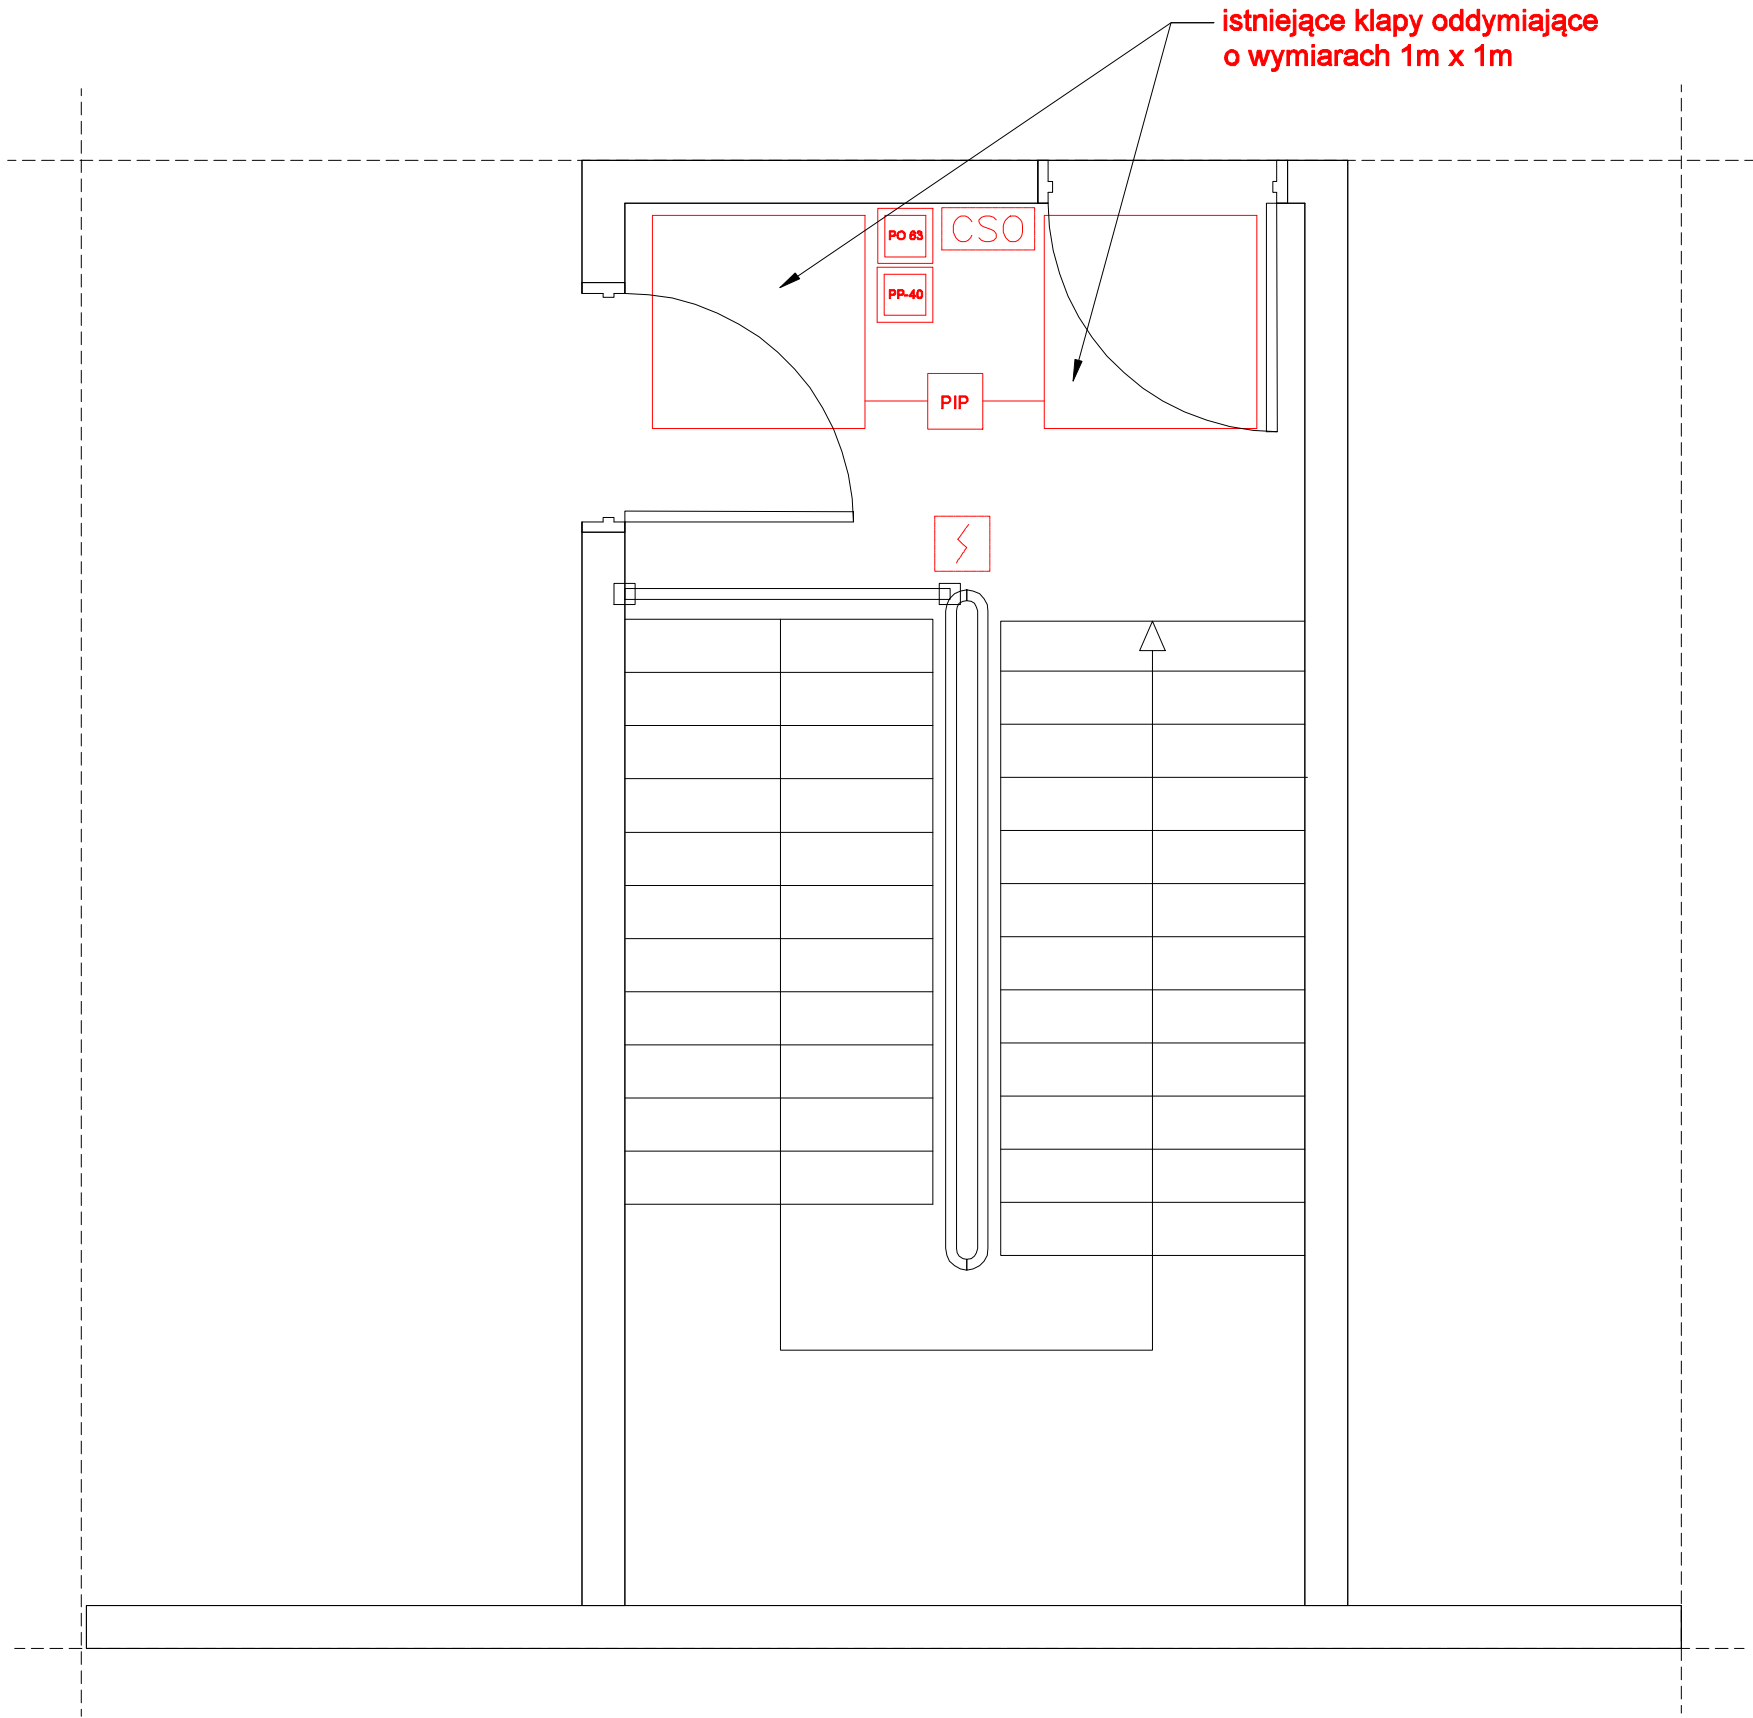 istniejące klapy oddymiające
o wymiarach 1m x 1m
PO 63
CSO
PP-40
PIP